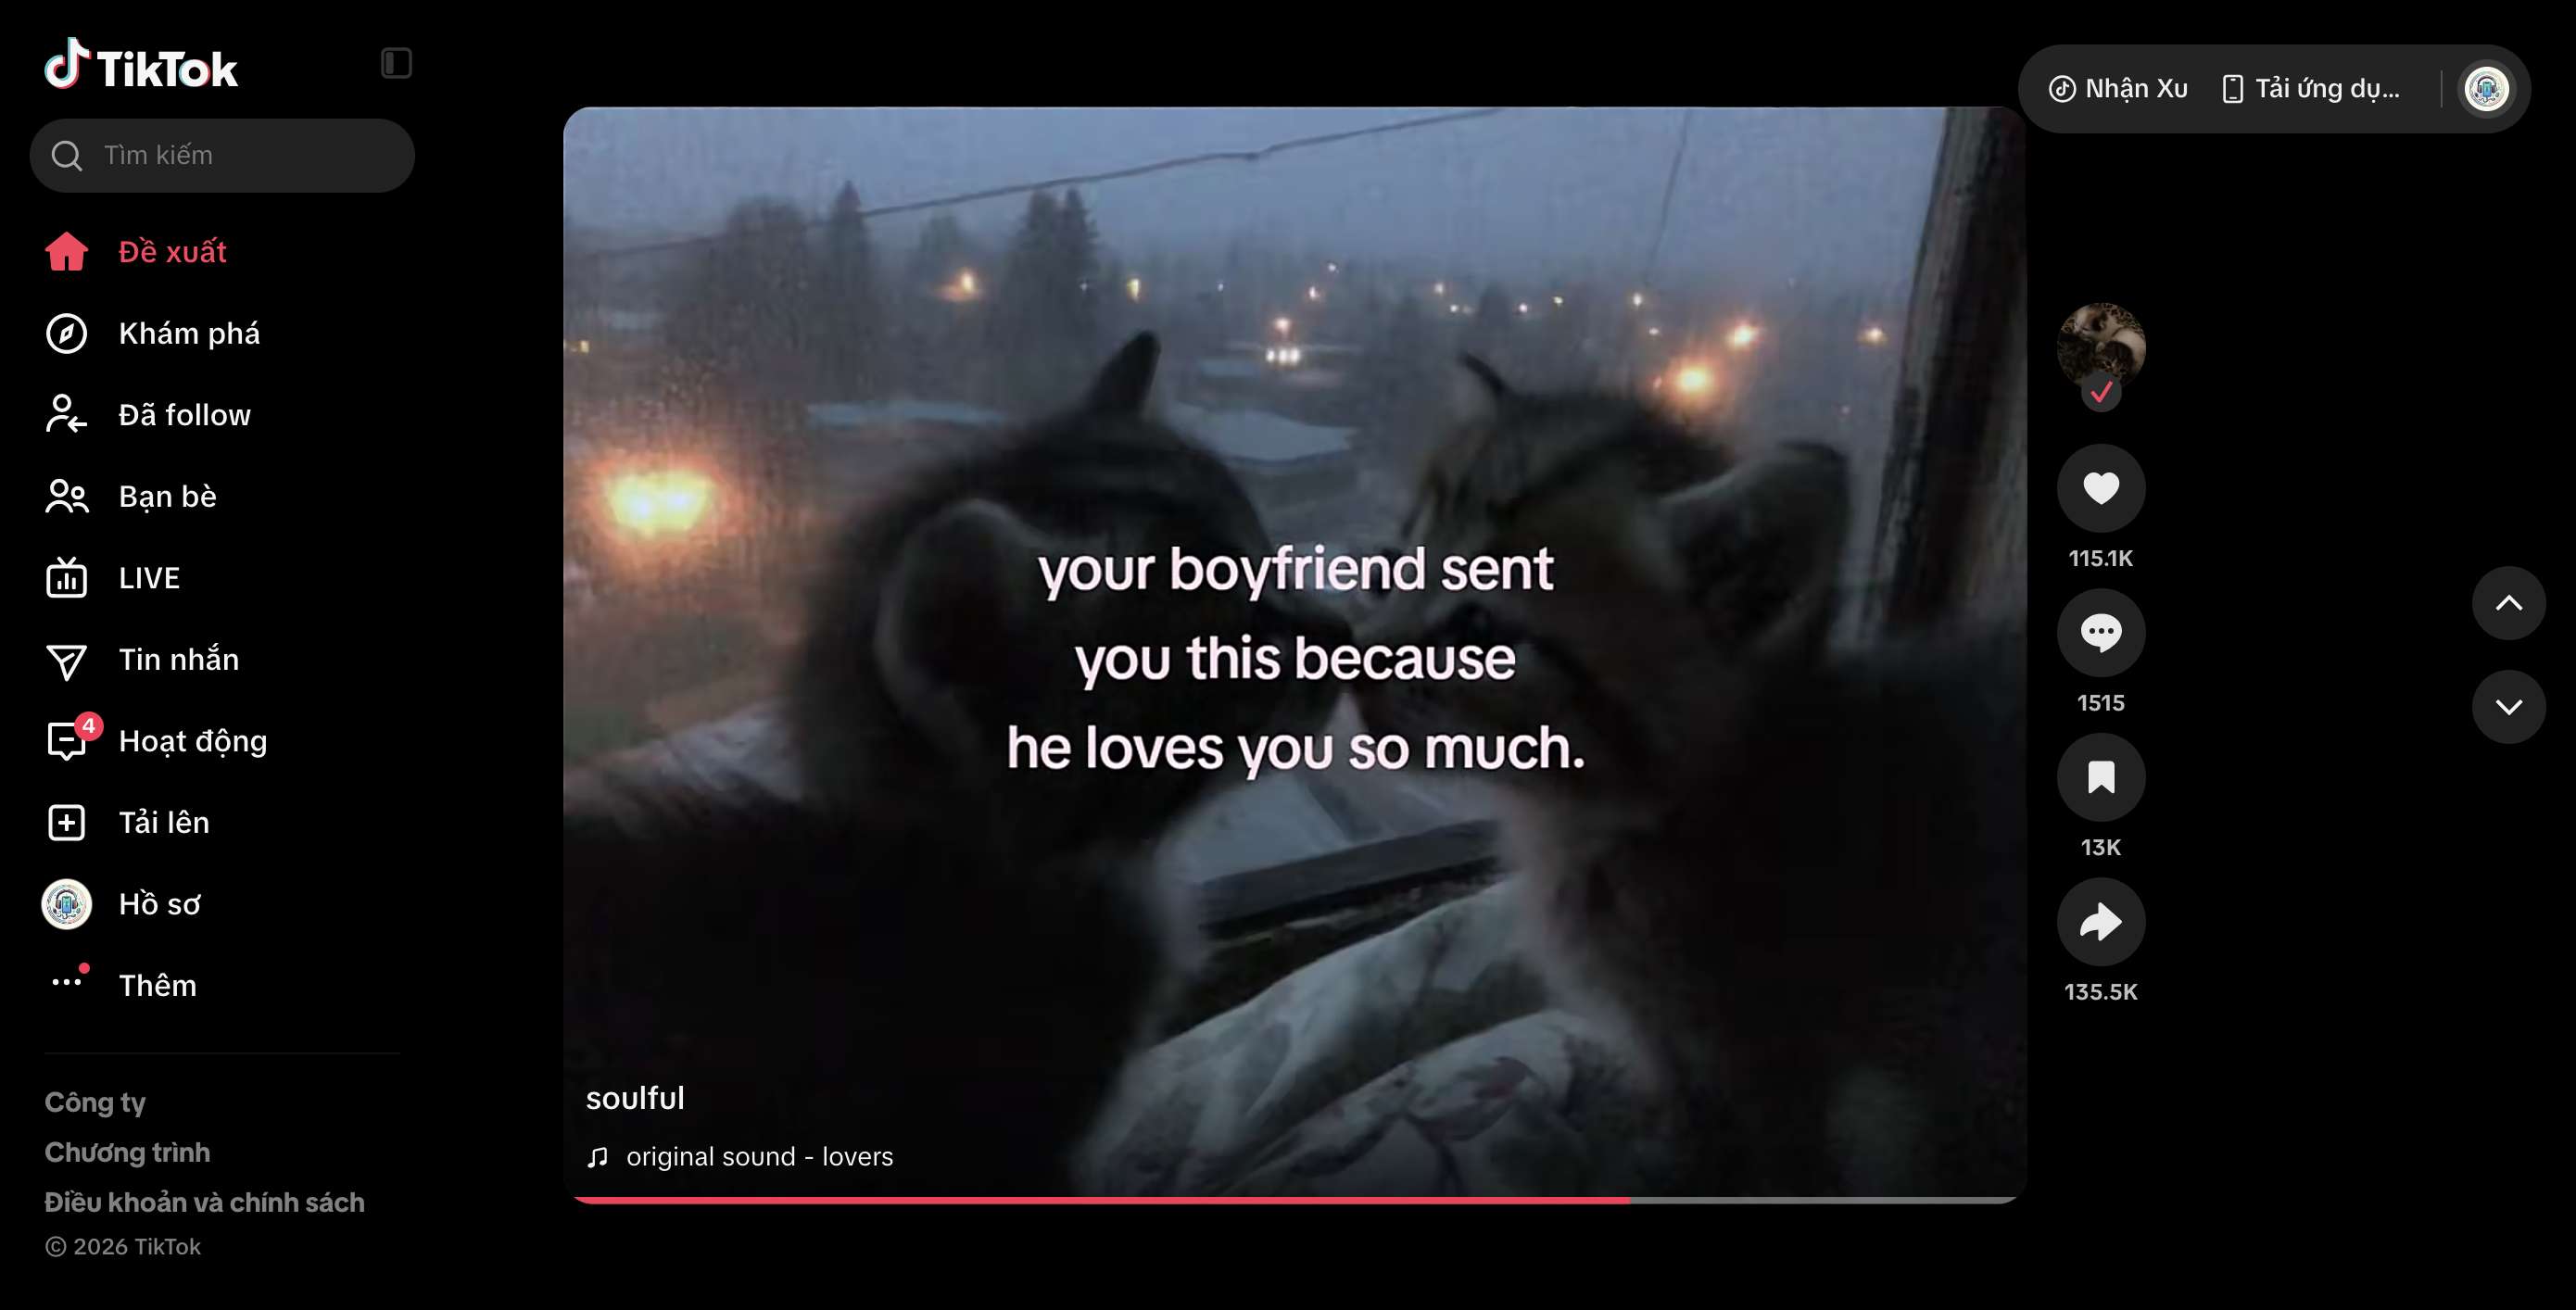 TikTok
Tìm kiếm
Đề xuất
Khám phá
Đã follow
Bạn bè
LIVE
Tin nhắn
4
Hoạt động
Tải lên
Hồ sơ
Thêm
Công ty
Chương trình
Điều khoản và chính sách
© 2026 TikTok
Nhận Xu
Tải ứng dụ...
your boyfriend sent
you this because
he loves you so much.
soulful
original sound - lovers
115.1K
1515
13K
135.5K